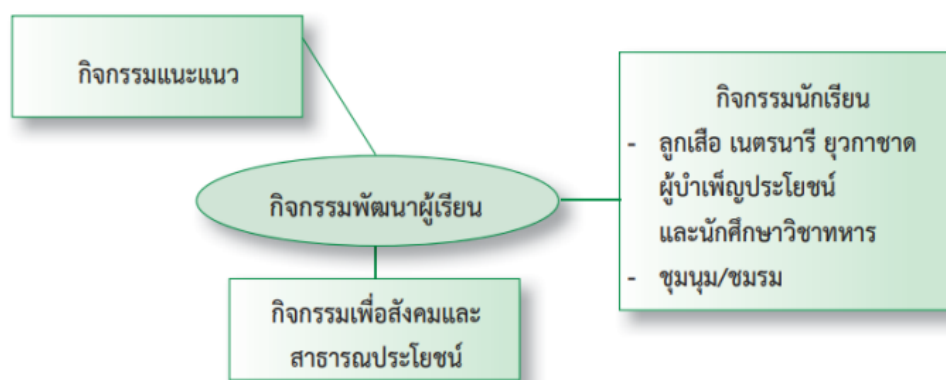 กิจกรรมแนะแนว
กิจกรรมนักเรียน
- ลูกเสือ เนตรนารี ยุวกาชาด
ผู้บำเพ็ญประโยชน์
และนักศึกษาวิชาทหาร
- ชุมนุม/ชมรม
กิจกรรมพัฒนาผู้เรียน
กิจกรรมเพื่อสังคมและ
สาธารณประโยชน์